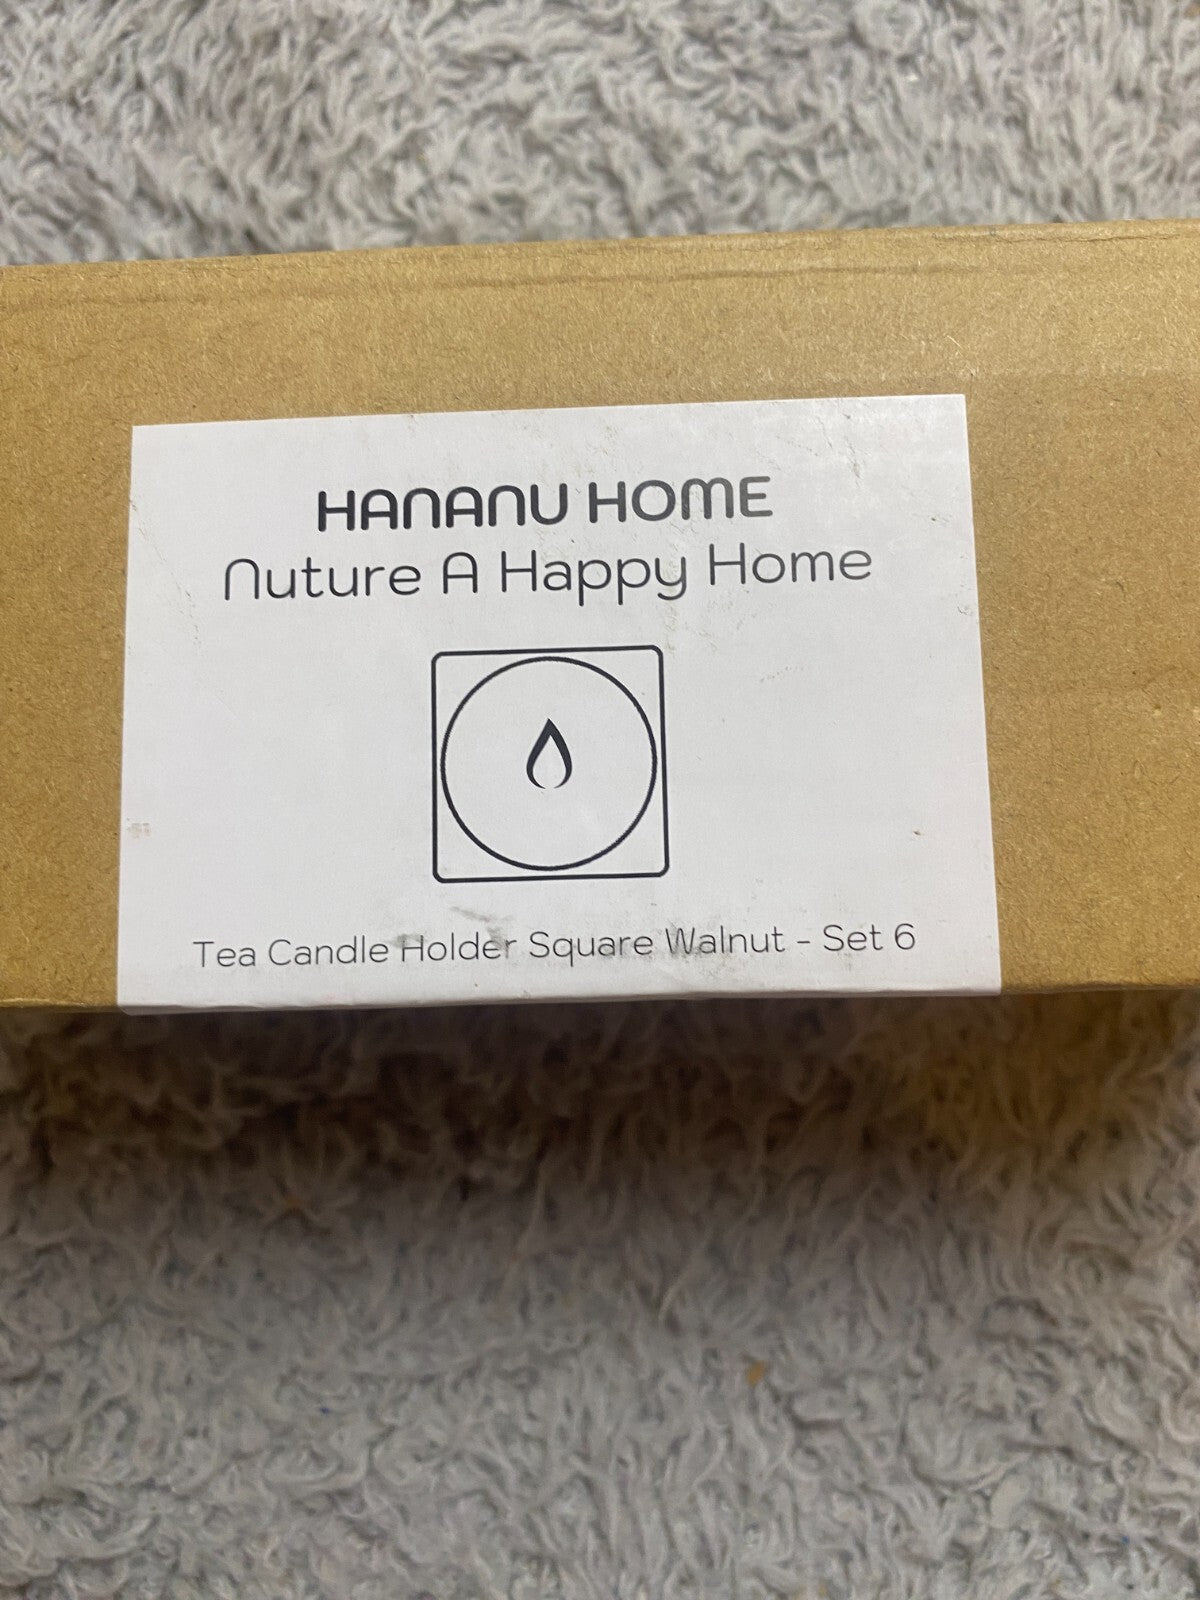 HANANU HOME
Nuture A Happy Home
Tea Candle Holder Square Walnut - Set 6